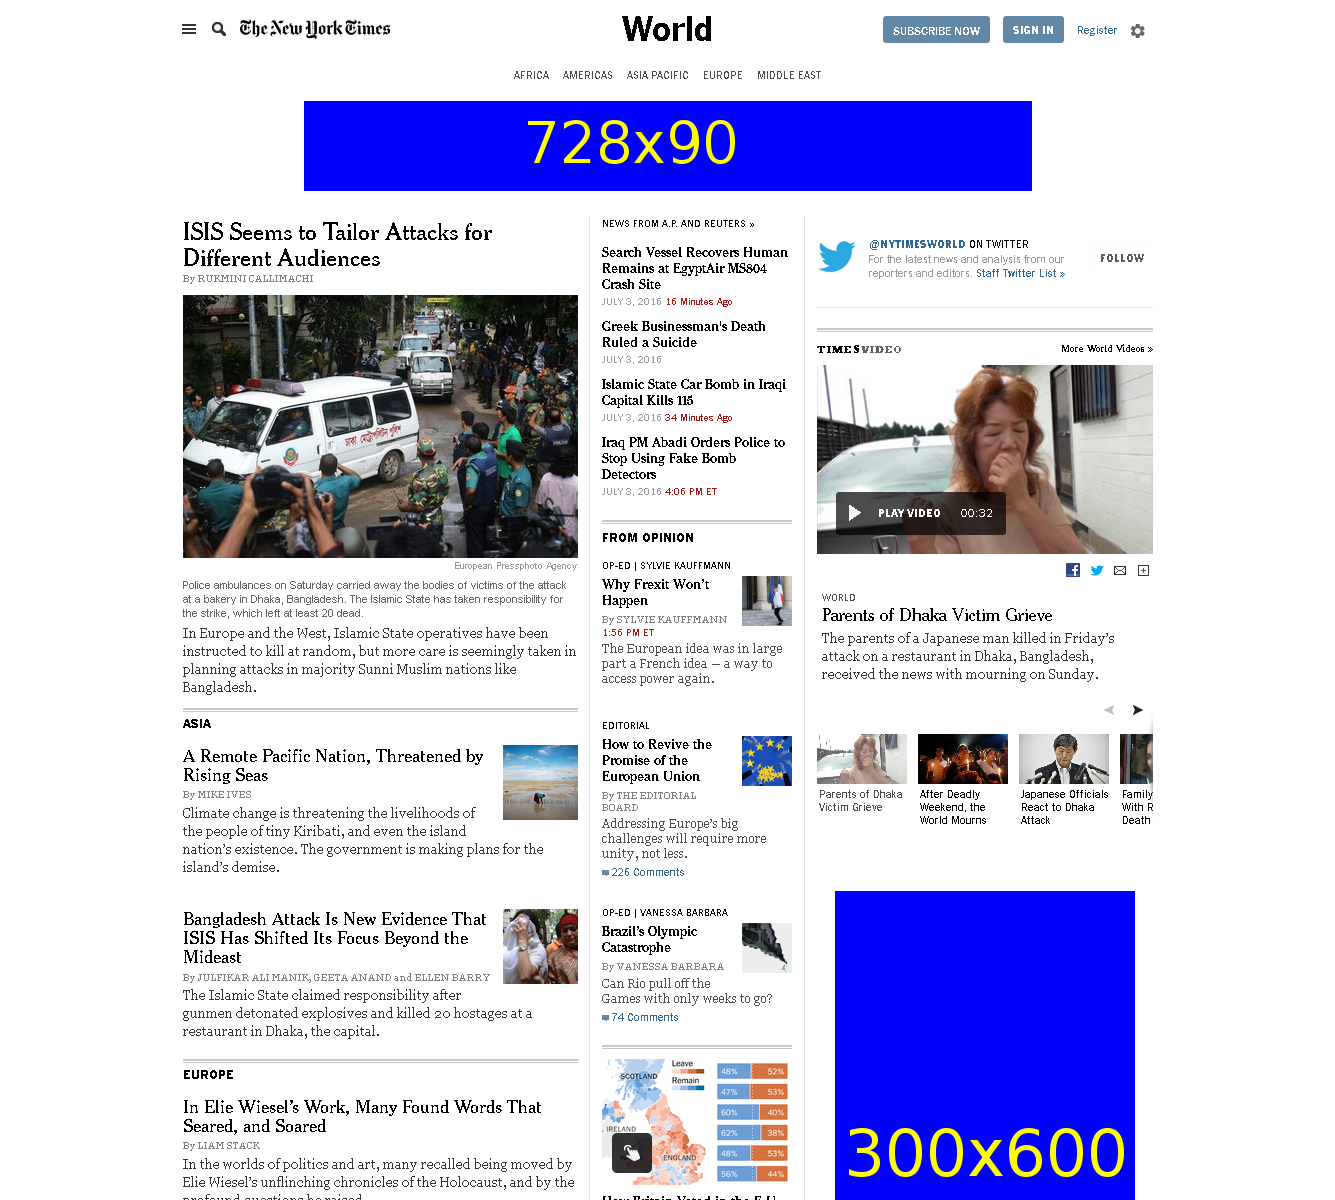 The New York Times
World
SUBSCRIBE NOW
SIGN IN
Register
AFRICA AMERICAS ASIA PACIFIC EUROPE MIDDLE EAST
728x90
ISIS Seems to Tailor Attacks for
Different Audiences
By RUKMINI CALLIMACHI
ঢাকা মেট্রোপলিটন পুলিশ
POLICE
European Pressphoto Agency
Police ambulances on Saturday carried away the bodies of victims of the attack
at a bakery in Dhaka, Bangladesh. The Islamic State has taken responsibility for
the strike, which left at least 20 dead.
In Europe and the West, Islamic State operatives have been
instructed to kill at random, but more care is seemingly taken in
planning attacks in majority Sunni Muslim nations like
Bangladesh.
ASIA
A Remote Pacific Nation, Threatened by
Rising Seas
By MIKE IVES
Climate change is threatening the livelihoods of
the people of tiny Kiribati, and even the island
nation's existence. The government is making plans for the
island's demise.
Bangladesh Attack Is New Evidence That
ISIS Has Shifted Its Focus Beyond the
Mideast
By JULFIKAR ALI MANIK, GEETA ANAND and ELLEN BARRY
The Islamic State claimed responsibility after
gunmen detonated explosives and killed 20 hostages at a
restaurant in Dhaka, the capital.
EUROPE
In Elie Wiesel's Work, Many Found Words That
Seared, and Soared
By LIAM STACK
In the worlds of politics and art, many recalled being moved by
Elie Wiesel's unflinching chronicles of the Holocaust, and by the
profound questions he raised.
NEWS FROM A.P. AND REUTERS »
Search Vessel Recovers Human
Remains at EgyptAir MS804
Crash Site
JULY 3, 2016 16 Minutes Ago
Greek Businessman's Death
Ruled a Suicide
JULY 3, 2016
Islamic State Car Bomb in Iraqi
Capital Kills 115
JULY 3, 2016 34 Minutes Ago
Iraq PM Abadi Orders Police to
Stop Using Fake Bomb
Detectors
JULY 3, 2016 4:06 PM ET
FROM OPINION
OP-ED | SYLVIE KAUFFMANN
Why Frexit Won't
Happen
By SYLVIE KAUFFMANN
1:56 PM ET
The European idea was in large
part a French idea — a way to
access power again.
EDITORIAL
How to Revive the
Promise of the
European Union
By THE EDITORIAL
BOARD
Addressing Europe's big
challenges will require more
unity, not less.
226 Comments
OP-ED | VANESSA BARBARA
Brazil's Olympic
Catastrophe
By VANESSA BARBARA
Can Rio pull off the
Games with only weeks to go?
74 Comments
SCOTLAND
IRELAND
ENGLAND
Leave
Remain
48% 52%
47% 53%
60% 40%
62% 38%
48% 53%
56% 44%
How Britain Voted in the E.U.
@NYTIMESWORLD ON TWITTER
For the latest news and analysis from our
reporters and editors. Staff Twitter List »
FOLLOW
TIMESVIDEO
More World Videos »
PLAY VIDEO 00:32
WORLD
Parents of Dhaka Victim Grieve
The parents of a Japanese man killed in Friday's
attack on a restaurant in Dhaka, Bangladesh,
received the news with mourning on Sunday.
Parents of Dhaka
Victim Grieve
After Deadly
Weekend, the
World Mourns
Japanese Officials
React to Dhaka
Attack
Family
With R
Death
300x600